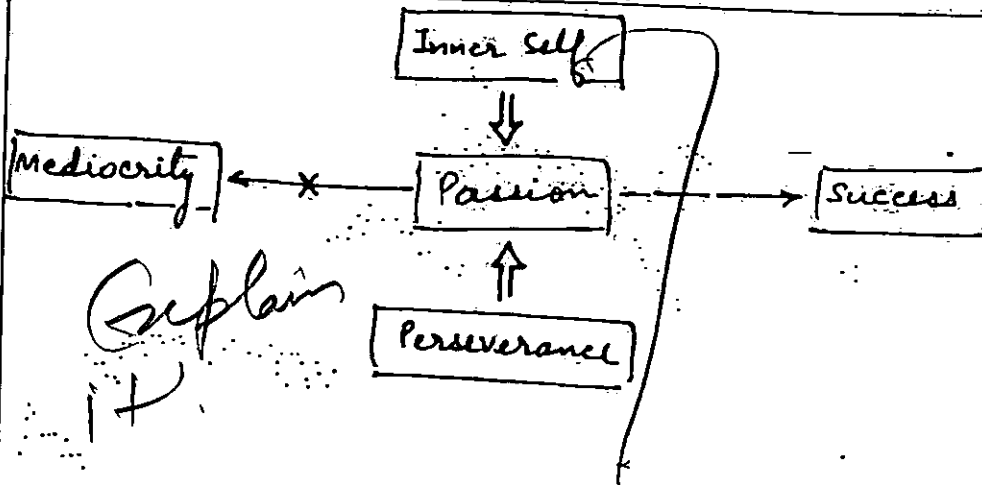 Inner Self
Mediocrity
Passion
Success
Perseverance
Explain
it.